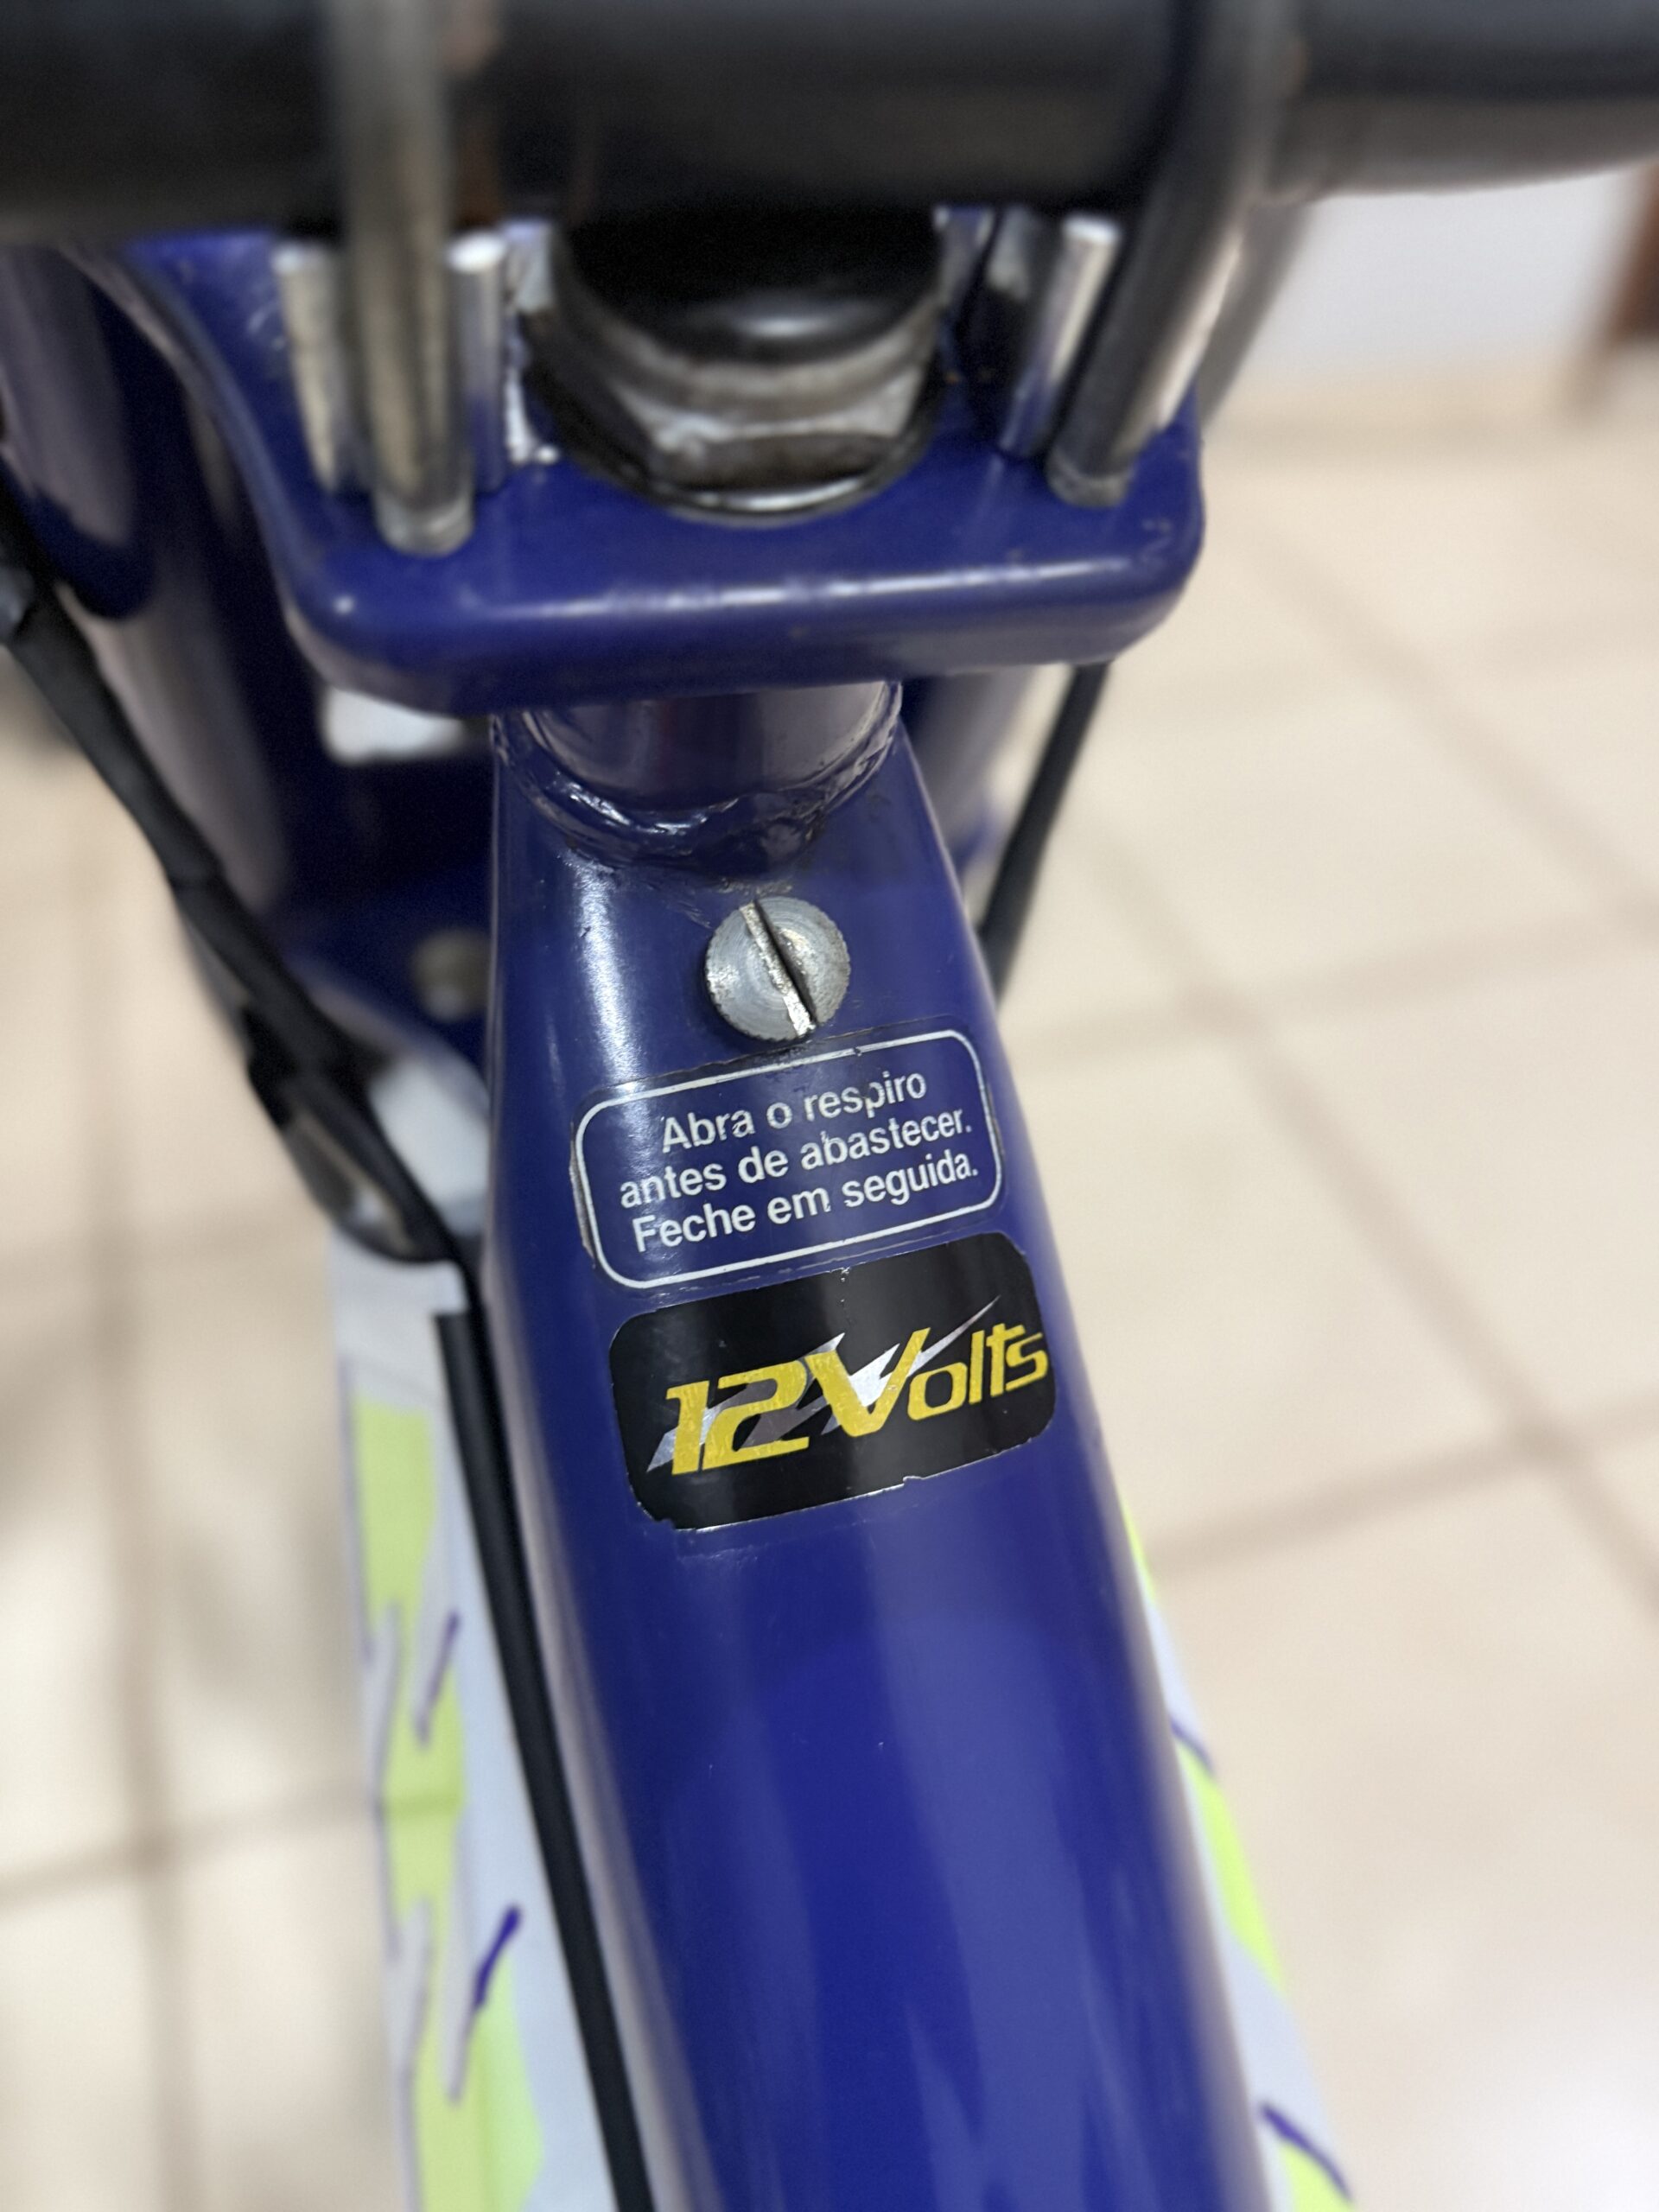 Abra o respiro
antes de abastecer.
Feche em seguida.
12Volts